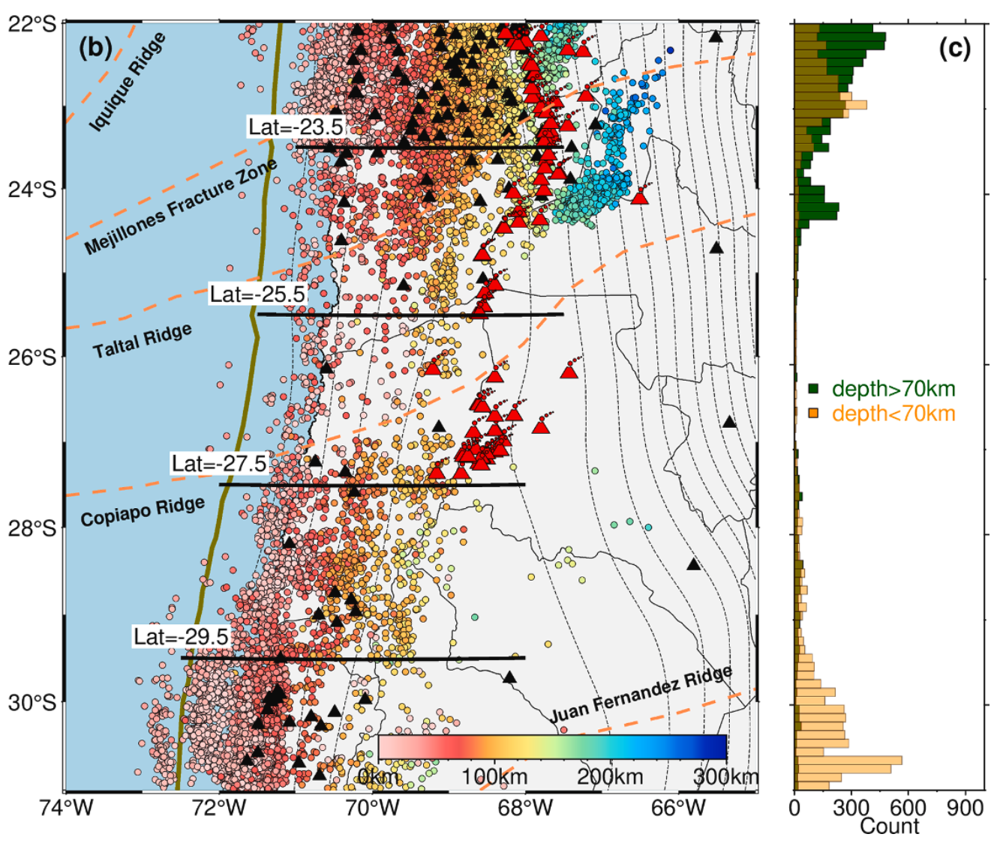 22°S
(b)
(c)
Iquique Ridge
Lat=-23.5
24°S
Mejillones Fracture Zone
Lat=-25.5
Taltal Ridge
26°S
depth>70km
depth<70km
Lat=-27.5
Copiapo Ridge
28°S
Lat=-29.5
Juan Fernandez Ridge
30°S
0km 100km 200km 300km
74°W 72°W 70°W 68°W 66°W
0 300 600 900
Count